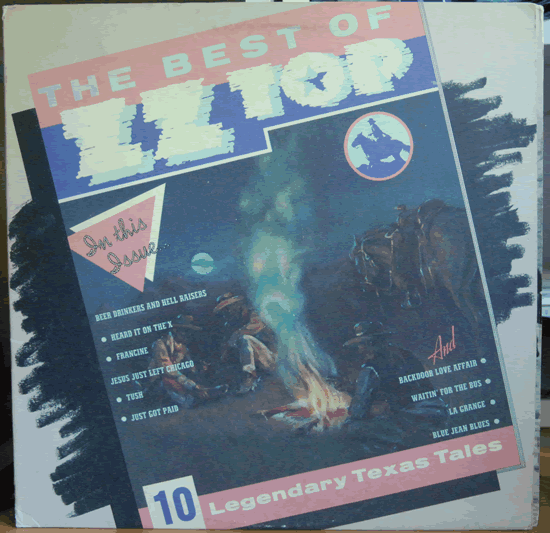 THE BEST OF
ZZ TOP
In this
Issue...
BEER DRINKERS AND HELL RAISERS
• HEARD IT ON THE X
• FRANCINE
JESUS JUST LEFT CHICAGO
• TUSH
• JUST GOT PAID
And
BACKDOOR LOVE AFFAIR •
WAITIN' FOR THE BUS •
LA GRANGE •
BLUE JEAN BLUES •
10 Legendary Texas Tales